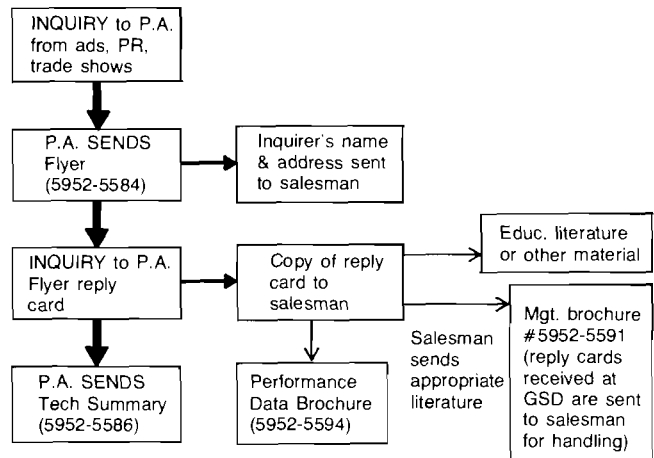 INQUIRY to P.A.
from ads, PR,
trade shows
P.A. SENDS
Flyer
(5952-5584)
Inquirer's name
& address sent
to salesman
INQUIRY to P.A.
Flyer reply
card
Copy of reply
card to
salesman
Educ. literature
or other material
Mgt. brochure
#5952-5591
(reply cards
received at
GSD are sent
to salesman
for handling)
Salesman
sends
appropriate
literature
P.A. SENDS
Tech Summary
(5952-5586)
Performance
Data Brochure
(5952-5594)